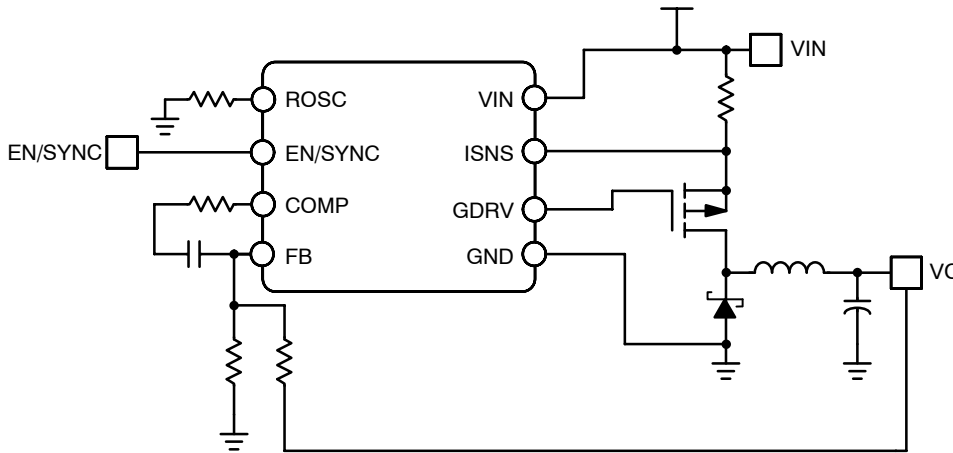 VIN
ROSC
VIN
EN/SYNC
EN/SYNC
ISNS
COMP
GDRV
FB
GND